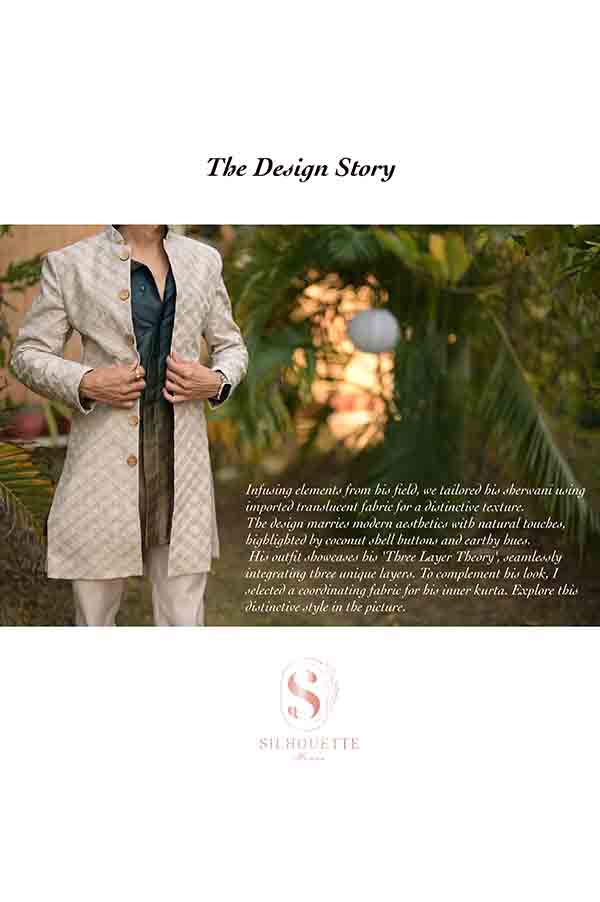 The Design Story
Infusing elements from his field, we tailored his sherwani using
imported translucent fabric for a distinctive texture.
The design marries modern aesthetics with natural touches,
highlighted by coconut shell buttons and earthy hues.
His outfit showcases his 'Three Layer Theory', seamlessly
integrating three unique layers. To complement his look, I
selected a coordinating fabric for his inner kurta. Explore this
distinctive style in the picture.
S
SILHOUETTE